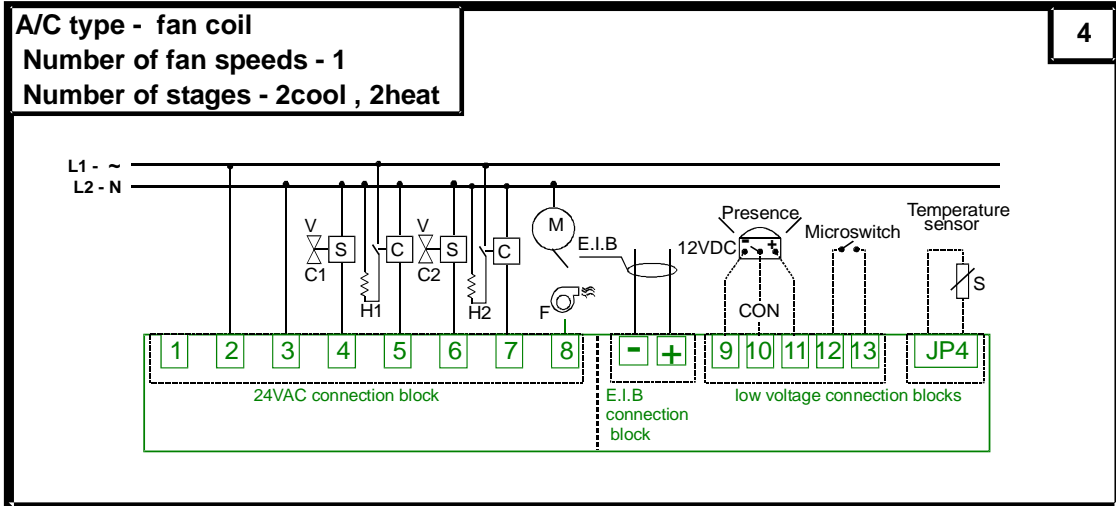 A/C type - fan coil
Number of fan speeds - 1
Number of stages - 2cool , 2heat
4
L1 - ~
L2 - N
V
S
C1
C
H1
V
S
C2
C
H2
M
F
E.I.B
Presence
12VDC
- +
CON
Microswitch
Temperature
sensor
S
1 2 3 4 5 6 7 8 - + 9 10 11 12 13 JP4
24VAC connection block
E.I.B
connection
block
low voltage connection blocks